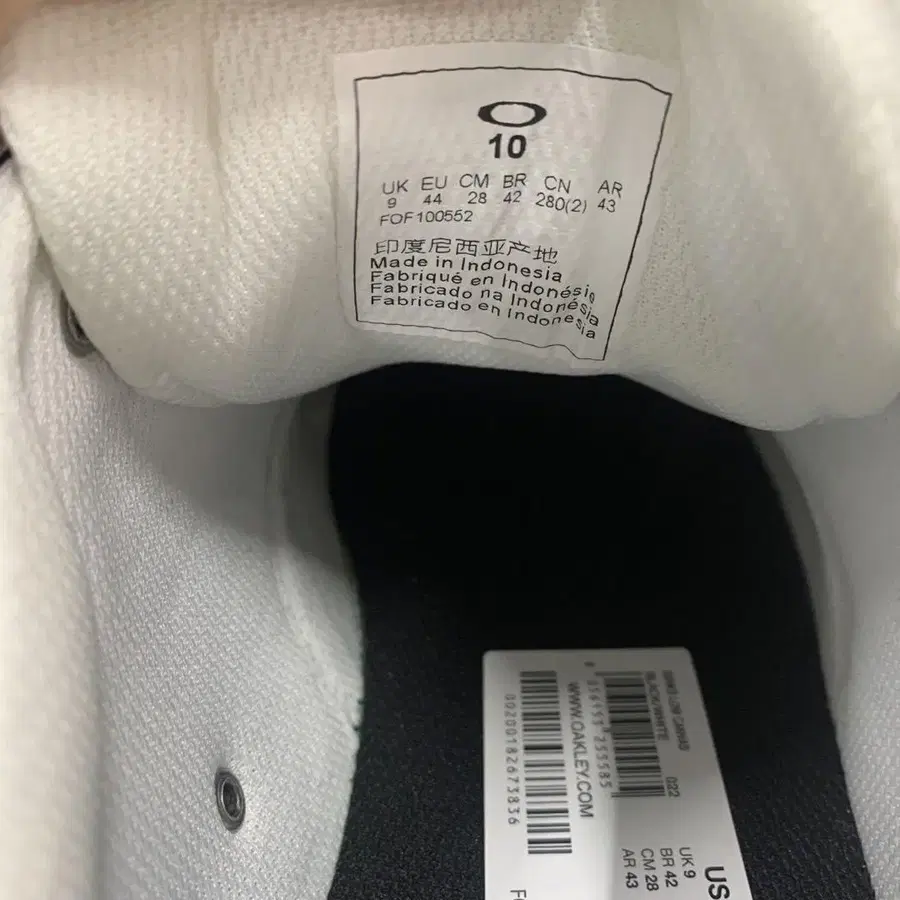 10
UK EU CM BR CN AR
9 44 28 42 280(2) 43
FOF100552
印度尼西亚产地
Made in Indonesia
Fabriqué en Indonésie
Fabricado na Indonésia
Fabricado en Indonesia
BLACK/WHITE 022
WWW.OAKLEY.COM
00200182673836
US
UK 9
BR 42
CM 28
AR 43